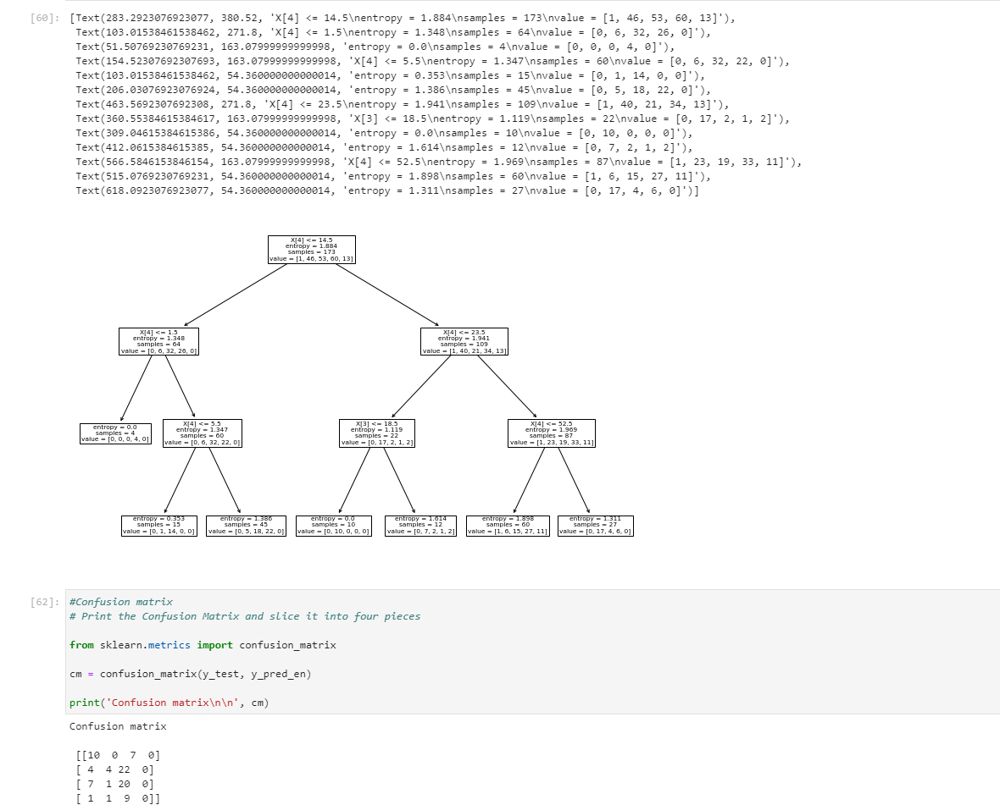 [60]: [Text(283.2923076923077, 380.52, 'X[4] <= 14.5\nentropy = 1.884\nsamples = 173\nvalue = [1, 46, 53, 60, 13]'),
Text(103.01538461538462, 271.8, 'X[4] <= 1.5\nentropy = 1.348\nsamples = 64\nvalue = [0, 6, 32, 26, 0]'),
Text(51.50769230769231, 163.07999999999998, 'entropy = 0.0\nsamples = 4\nvalue = [0, 0, 0, 4, 0]'),
Text(154.52307692307693, 163.07999999999998, 'X[4] <= 5.5\nentropy = 1.347\nsamples = 60\nvalue = [0, 6, 32, 22, 0]'),
Text(103.01538461538462, 54.360000000000014, 'entropy = 0.353\nsamples = 15\nvalue = [0, 1, 14, 0, 0]'),
Text(206.03076923076924, 54.360000000000014, 'entropy = 1.386\nsamples = 45\nvalue = [0, 5, 18, 22, 0]'),
Text(463.5692307692308, 271.8, 'X[4] <= 23.5\nentropy = 1.941\nsamples = 109\nvalue = [1, 40, 21, 34, 13]'),
Text(360.55384615384617, 163.07999999999998, 'X[3] <= 18.5\nentropy = 1.119\nsamples = 22\nvalue = [0, 17, 2, 1, 2]'),
Text(309.04615384615386, 54.360000000000014, 'entropy = 0.0\nsamples = 10\nvalue = [0, 10, 0, 0, 0]'),
Text(412.0615384615385, 54.360000000000014, 'entropy = 1.614\nsamples = 12\nvalue = [0, 7, 2, 1, 2]'),
Text(566.5846153846154, 163.07999999999998, 'X[4] <= 52.5\nentropy = 1.969\nsamples = 87\nvalue = [1, 23, 19, 33, 11]'),
Text(515.0769230769231, 54.360000000000014, 'entropy = 1.898\nsamples = 60\nvalue = [1, 6, 15, 27, 11]'),
Text(618.0923076923077, 54.360000000000014, 'entropy = 1.311\nsamples = 27\nvalue = [0, 17, 4, 6, 0]')]
X[4] <= 14.5
entropy = 1.884
samples = 173
value = [1, 46, 53, 60, 13]
X[4] <= 1.5
entropy = 1.348
samples = 64
value = [0, 6, 32, 26, 0]
X[4] <= 23.5
entropy = 1.941
samples = 109
value = [1, 40, 21, 34, 13]
entropy = 0.0
samples = 4
value = [0, 0, 0, 4, 0]
X[4] <= 5.5
entropy = 1.347
samples = 60
value = [0, 6, 32, 22, 0]
X[3] <= 18.5
entropy = 1.119
samples = 22
value = [0, 17, 2, 1, 2]
X[4] <= 52.5
entropy = 1.969
samples = 87
value = [1, 23, 19, 33, 11]
entropy = 0.353
samples = 15
value = [0, 1, 14, 0, 0]
entropy = 1.386
samples = 45
value = [0, 5, 18, 22, 0]
entropy = 0.0
samples = 10
value = [0, 10, 0, 0, 0]
entropy = 1.614
samples = 12
value = [0, 7, 2, 1, 2]
entropy = 1.898
samples = 60
value = [1, 6, 15, 27, 11]
entropy = 1.311
samples = 27
value = [0, 17, 4, 6, 0]
[62]: #Confusion matrix
# Print the Confusion Matrix and slice it into four pieces
from sklearn.metrics import confusion_matrix
cm = confusion_matrix(y_test, y_pred_en)
print('Confusion matrix\n\n', cm)
Confusion matrix
[[10 0 7 0]
[ 4 4 22 0]
[ 7 1 20 0]
[ 1 1 9 0]]